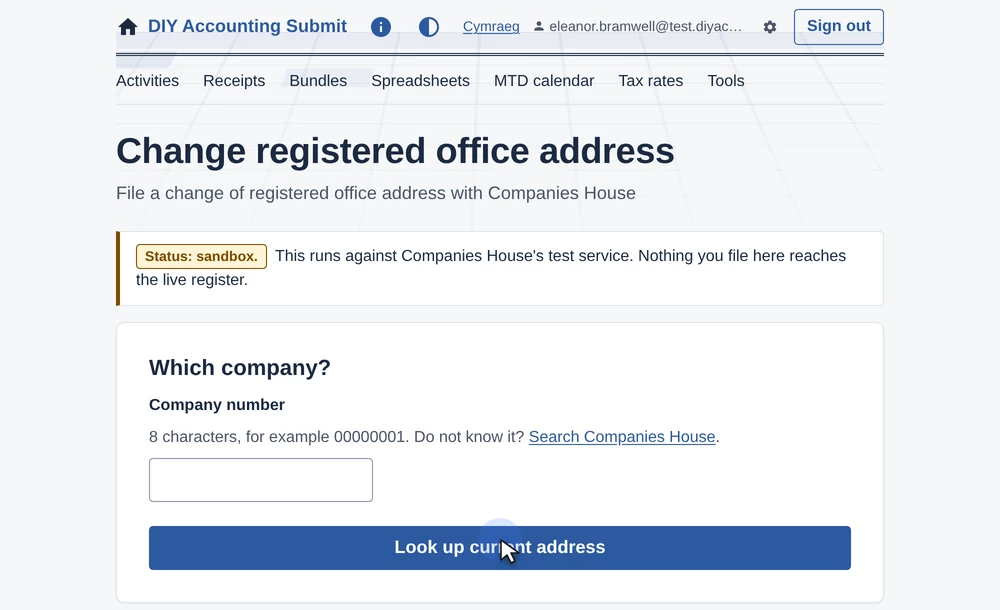 DIY Accounting Submit
Cymraeg
eleanor.bramwell@test.diyac…
Sign out
Activities Receipts Bundles Spreadsheets MTD calendar Tax rates Tools
Change registered office address
File a change of registered office address with Companies House
Status: sandbox. This runs against Companies House's test service. Nothing you file here reaches
the live register.
Which company?
Company number
8 characters, for example 00000001. Do not know it? Search Companies House.
Look up current address